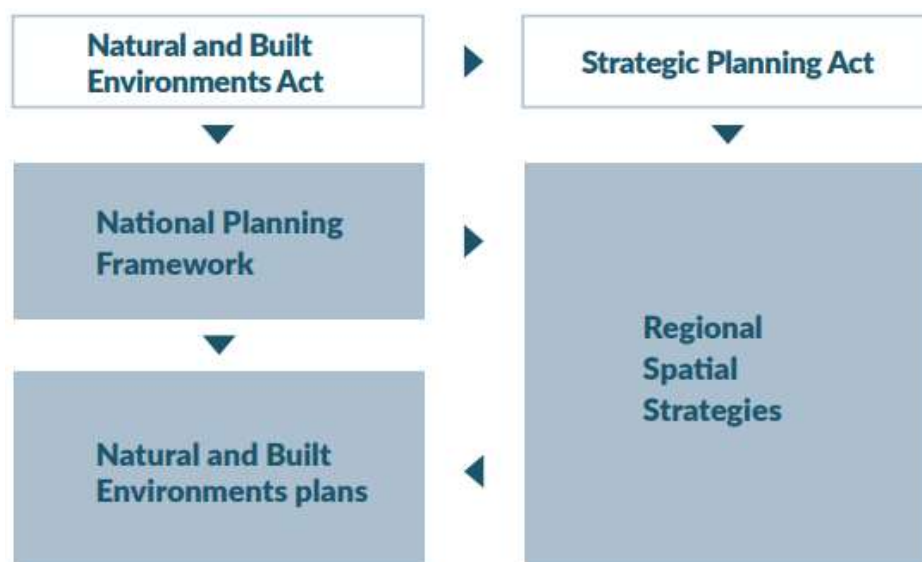 Natural and Built
Environments Act
Strategic Planning Act
National Planning
Framework
Regional
Spatial
Strategies
Natural and Built
Environments plans